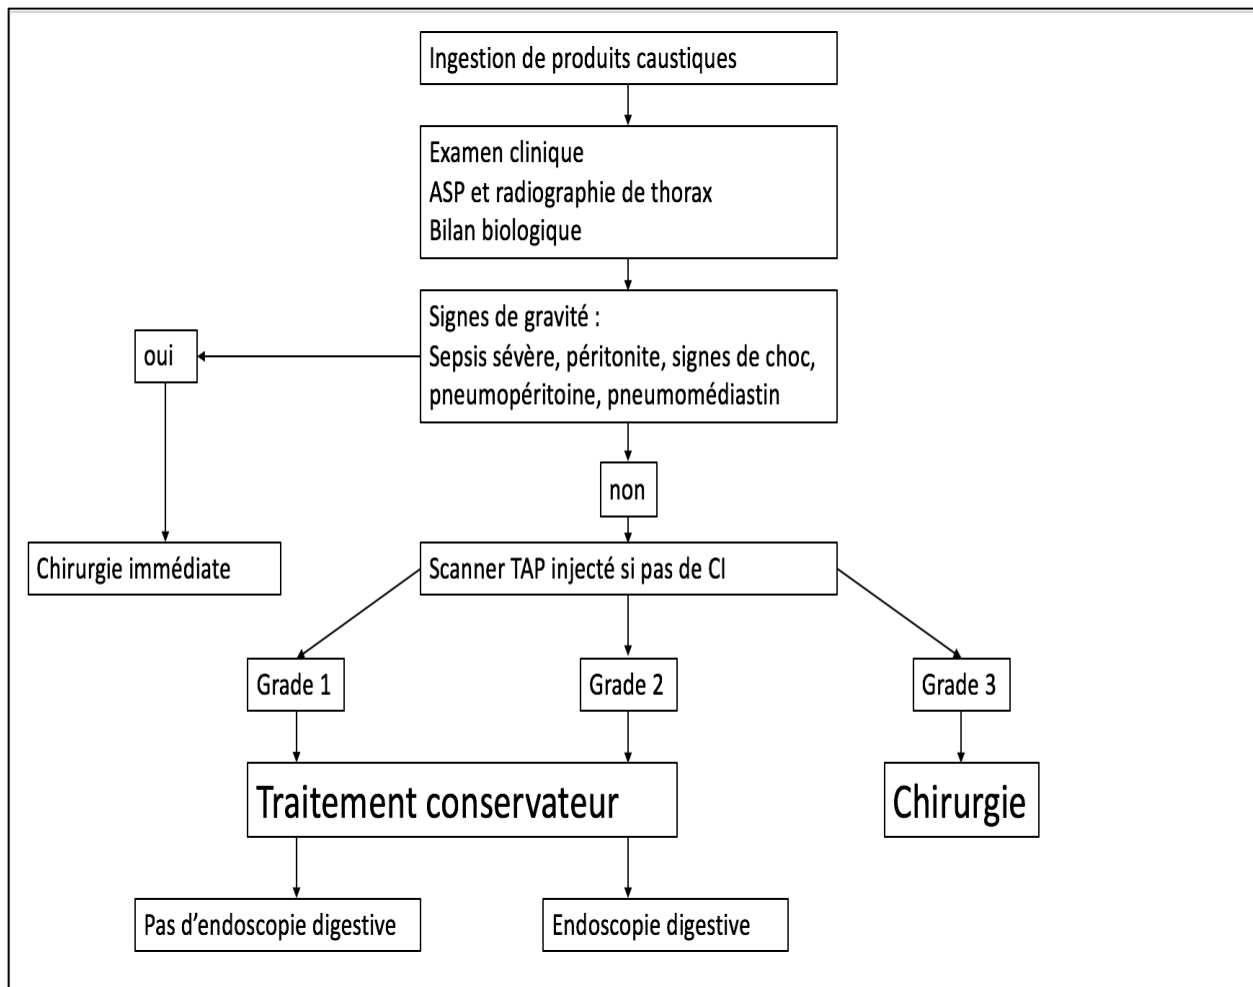 Ingestion de produits caustiques
Examen clinique
ASP et radiographie de thorax
Bilan biologique
Signes de gravité :
Sepsis sévère, péritonite, signes de choc,
pneumopéritoine, pneumomédiastin
oui
non
Chirurgie immédiate
Scanner TAP injecté si pas de CI
Grade 1
Grade 2
Grade 3
Traitement conservateur
Chirurgie
Pas d’endoscopie digestive
Endoscopie digestive